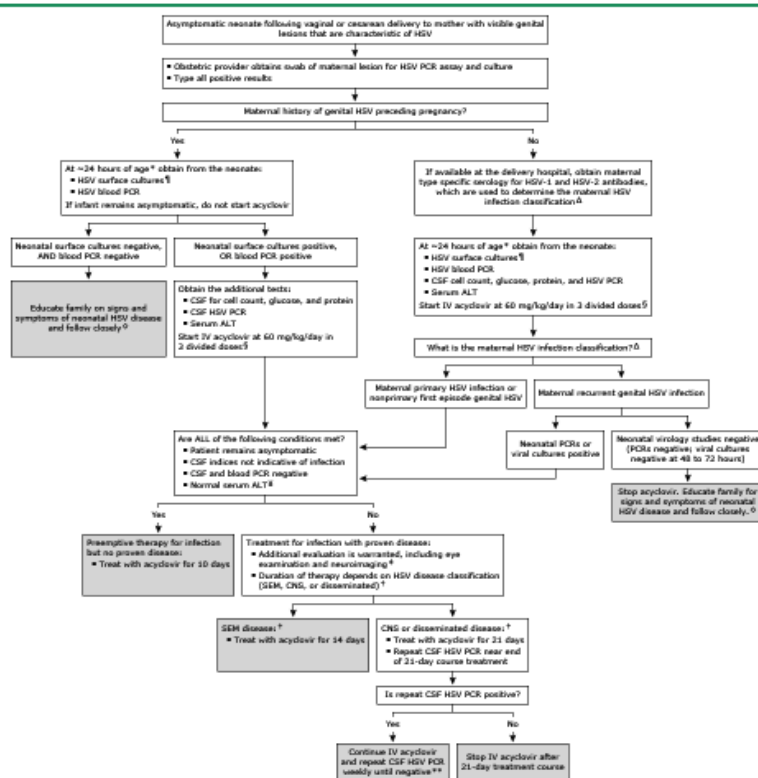 Asymptomatic neonate following vaginal or cesarean delivery to mother with visible genital
lesions that are characteristic of HSV
▪ Obstetric provider obtains swab of maternal lesion for HSV PCR assay and culture
▪ Type all positive results
Maternal history of genital HSV preceding pregnancy?
Yes
No
At ~24 hours of age* obtain from the neonate:
▪ HSV surface cultures¶
▪ HSV blood PCR
If infant remains asymptomatic, do not start acyclovir
If available at the delivery hospital, obtain maternal
type specific serology for HSV-1 and HSV-2 antibodies,
which are used to determine the maternal HSV
infection classificationΔ
Neonatal surface cultures negative,
AND blood PCR negative
Neonatal surface cultures positive,
OR blood PCR positive
At ~24 hours of age* obtain from the neonate:
▪ HSV surface cultures¶
▪ HSV blood PCR
▪ CSF cell count, glucose, protein, and HSV PCR
▪ Serum ALT
Start IV acyclovir at 60 mg/kg/day in 3 divided doses§
Educate family on signs and
symptoms of neonatal HSV disease
and follow closely◊
Obtain the additional tests:
▪ CSF for cell count, glucose, and protein
▪ CSF HSV PCR
▪ Serum ALT
Start IV acyclovir at 60 mg/kg/day in
3 divided doses§
What is the maternal HSV infection classification?Δ
Maternal primary HSV infection or
nonprimary first episode genital HSV
Maternal recurrent genital HSV infection
Are ALL of the following conditions met?
▪ Patient remains asymptomatic
▪ CSF indices not indicative of infection
▪ CSF and blood PCR negative
▪ Normal serum ALT¥
Neonatal PCRs or
viral cultures positive
Neonatal virology studies negative
(PCRs negative; viral cultures
negative at 48 to 72 hours)
Stop acyclovir. Educate family for
signs and symptoms of neonatal
HSV disease and follow closely.◊
Yes
No
Preemptive therapy for infection
but no proven disease:
▪ Treat with acyclovir for 10 days
Treatment for infection with proven disease:
▪ Additional evaluation is warranted, including eye
examination and neuroimaging‡
▪ Duration of therapy depends on HSV disease classification
(SEM, CNS, or disseminated)†
SEM disease:†
▪ Treat with acyclovir for 14 days
CNS or disseminated disease:†
▪ Treat with acyclovir for 21 days
▪ Repeat CSF HSV PCR near end
of 21-day course treatment
Is repeat CSF HSV PCR positive?
Yes
No
Continue IV acyclovir
and repeat CSF HSV PCR
weekly until negative**
Stop IV acyclovir after
21-day treatment course